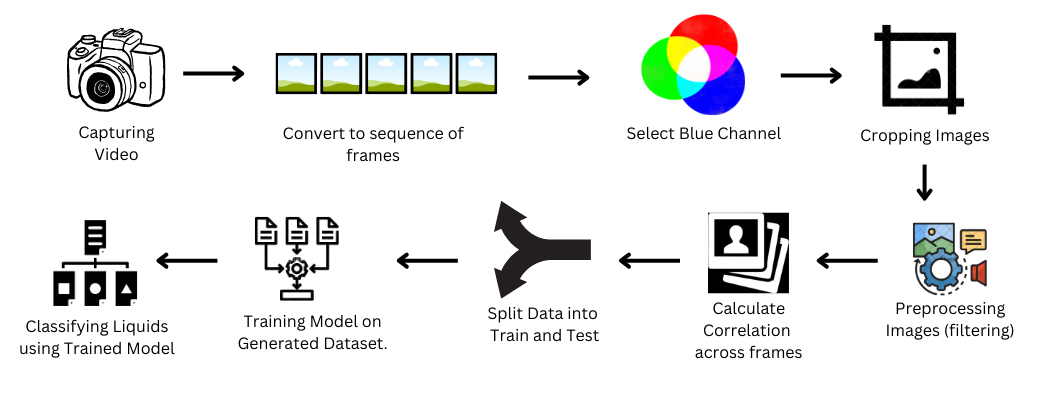 Capturing
Video
Convert to sequence of
frames
Select Blue Channel
Cropping Images
Preprocessing
Images (filtering)
Calculate
Correlation
across frames
Split Data into
Train and Test
Training Model on
Generated Dataset.
Classifying Liquids
using Trained Model